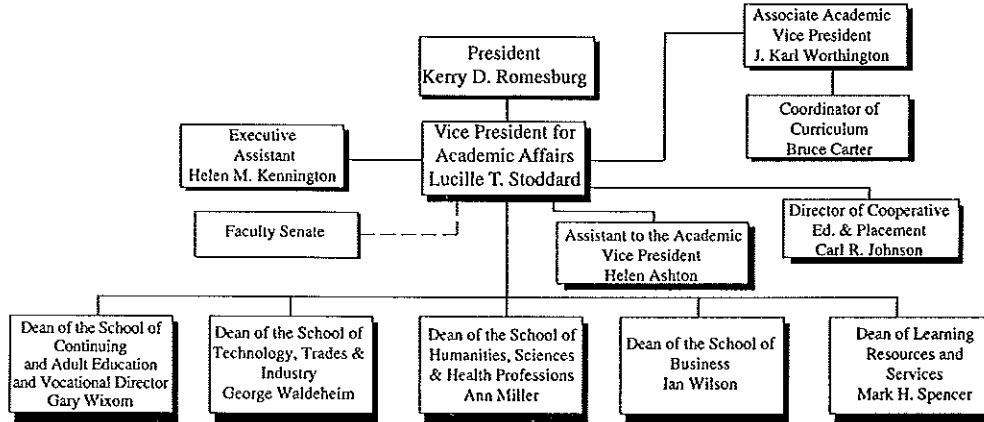 Associate Academic
Vice President
J. Karl Worthington
President
Kerry D. Romesburg
Coordinator of
Curriculum
Bruce Carter
Executive
Assistant
Helen M. Kennington
Vice President for
Academic Affairs
Lucille T. Stoddard
Faculty Senate
Assistant to the Academic
Vice President
Helen Ashton
Director of Cooperative
Ed. & Placement
Carl R. Johnson
Dean of the School of
Continuing
and Adult Education
and Vocational Director
Gary Wixom
Dean of the School of
Technology, Trades &
Industry
George Waldeheim
Dean of the School of
Humanities, Sciences
& Health Professions
Ann Miller
Dean of the School of
Business
Ian Wilson
Dean of Learning
Resources and
Services
Mark H. Spencer